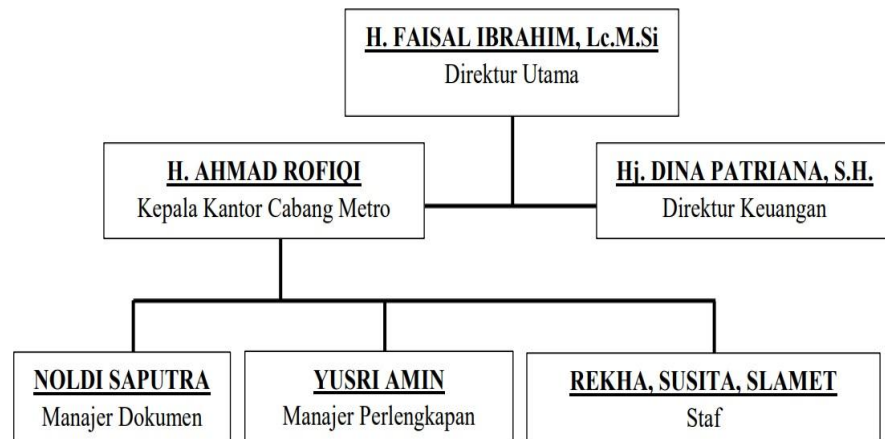 H. FAISAL IBRAHIM, Lc.M.Si
Direktur Utama
H. AHMAD ROFIQI
Kepala Kantor Cabang Metro
Hj. DINA PATRIANA, S.H.
Direktur Keuangan
NOLDI SAPUTRA
Manajer Dokumen
YUSRI AMIN
Manajer Perlengkapan
REKHA, SUSITA, SLAMET
Staf